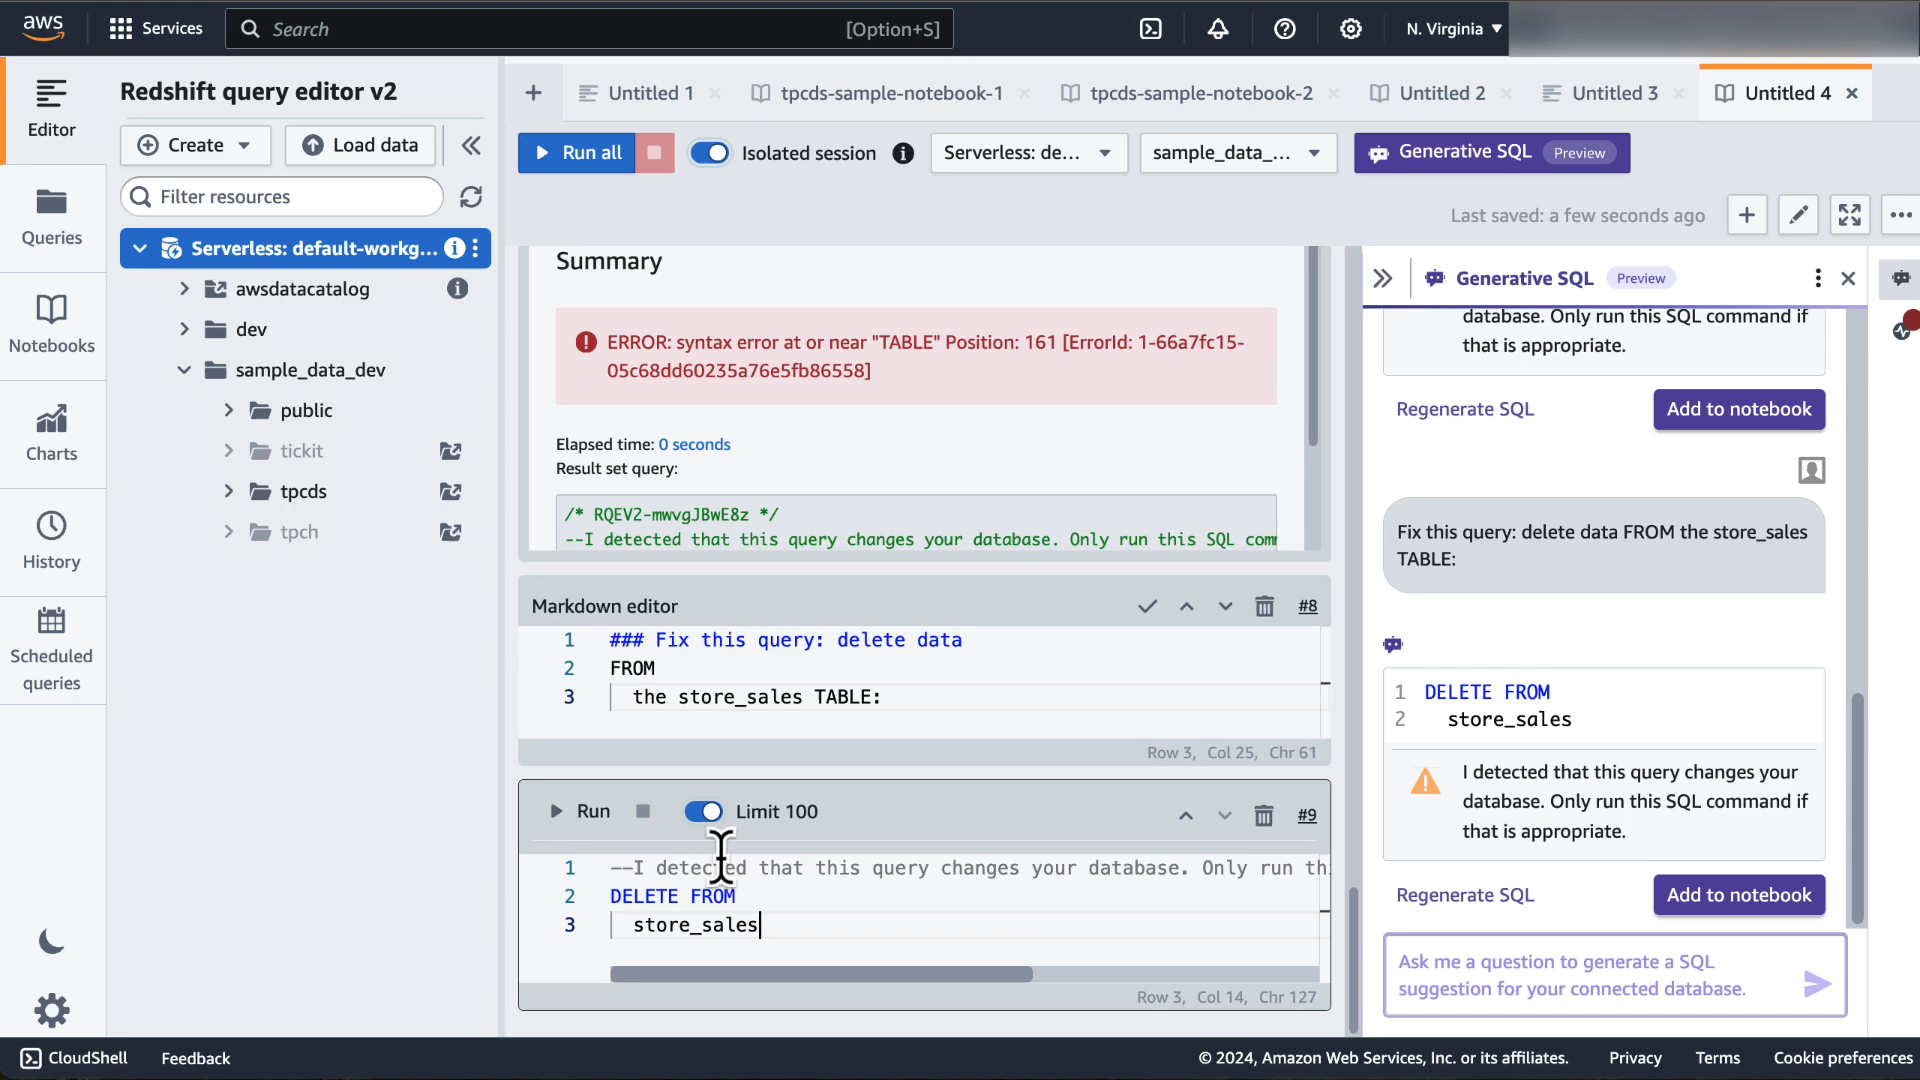 aws
Services
Search
[Option+S]
N. Virginia
Editor
Queries
Notebooks
Charts
History
Scheduled
queries
Redshift query editor v2
Create
Load data
Filter resources
Serverless: default-workg...
awsdatacatalog
dev
sample_data_dev
public
tickit
tpcds
tpch
Untitled 1
tpcds-sample-notebook-1
tpcds-sample-notebook-2
Untitled 2
Untitled 3
Untitled 4
Run all
Isolated session
Serverless: de...
sample_data_...
Generative SQL Preview
Last saved: a few seconds ago
Summary
ERROR: syntax error at or near "TABLE" Position: 161 [ErrorId: 1-66a7fc15-
05c68dd60235a76e5fb86558]
Elapsed time: 0 seconds
Result set query:
/* RQEV2-mwvgJBwE8z */
--I detected that this query changes your database. Only run this SQL comm
Markdown editor
#8
1 ### Fix this query: delete data
2 FROM
3 the store_sales TABLE:
Row 3, Col 25, Chr 61
Run
Limit 100
#9
1 --I detected that this query changes your database. Only run th
2 DELETE FROM
3 store_sales
Row 3, Col 14, Chr 127
Generative SQL Preview
database. Only run this SQL command if
that is appropriate.
Regenerate SQL
Add to notebook
Fix this query: delete data FROM the store_sales
TABLE:
1 DELETE FROM
2 store_sales
I detected that this query changes your
database. Only run this SQL command if
that is appropriate.
Regenerate SQL
Add to notebook
Ask me a question to generate a SQL
suggestion for your connected database.
CloudShell
Feedback
© 2024, Amazon Web Services, Inc. or its affiliates.
Privacy
Terms
Cookie preferences